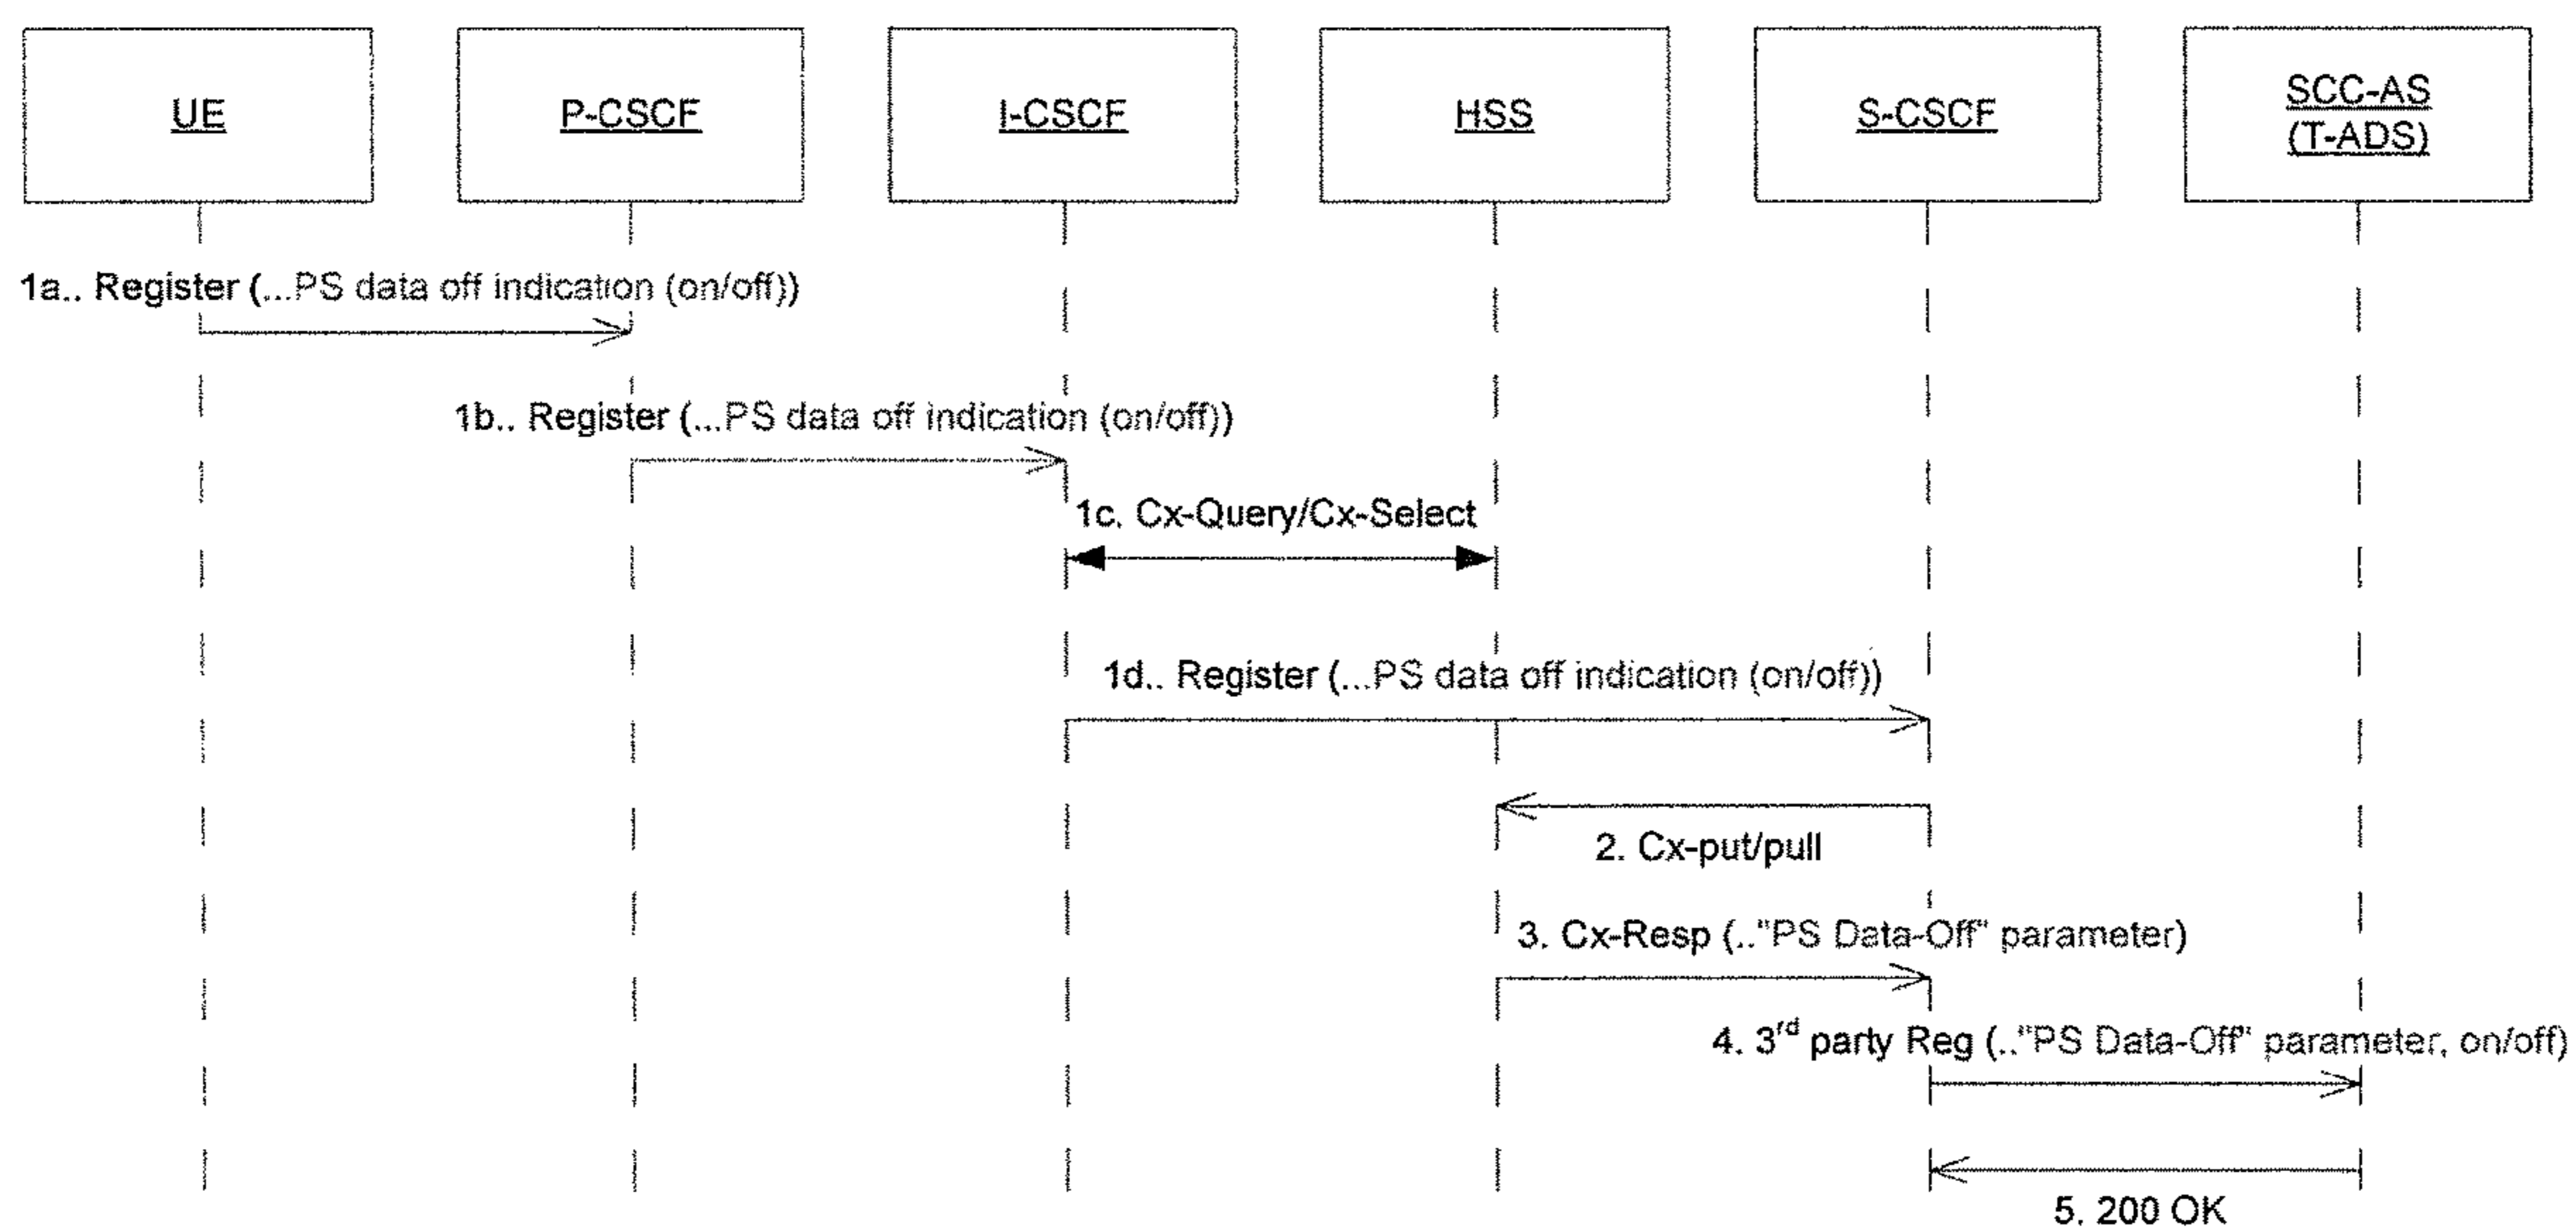 UE
P-CSCF
I-CSCF
HSS
S-CSCF
SCC-AS
(T-ADS)
1a.. Register (...PS data off indication (on/off))
1b.. Register (...PS data off indication (on/off))
1c. Cx-Query/Cx-Select
1d.. Register (...PS data off indication (on/off))
2. Cx-put/pull
3. Cx-Resp (.."PS Data-Off" parameter)
4. 3rd party Reg (.."PS Data-Off" parameter, on/off)
5. 200 OK